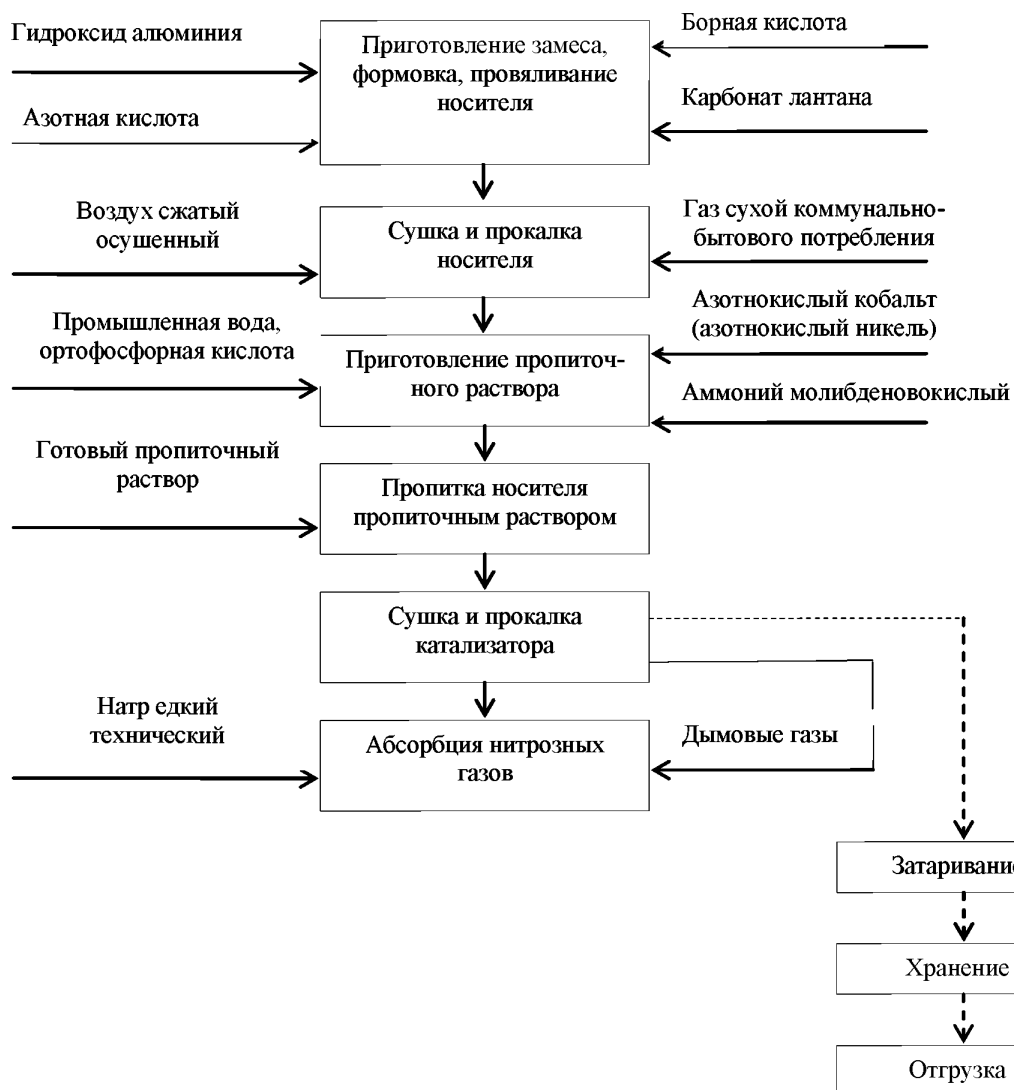 Гидроксид алюминия
Приготовление замеса,
формовка, провяливание
носителя
Борная кислота
Азотная кислота
Карбонат лантана
Воздух сжатый
осушенный
Сушка и прокалка
носителя
Газ сухой коммунально-
бытового потребления
Промышленная вода,
ортофосфорная кислота
Приготовление пропиточ-
ного раствора
Азотнокислый кобальт
(азотнокислый никель)
Аммоний молибденовокислый
Готовый пропиточный
раствор
Пропитка носителя
пропиточным раствором
Сушка и прокалка
катализатора
Натр едкий
технический
Абсорбция нитрозных
газов
Дымовые газы
Затаривани
Хранение
Отгрузка